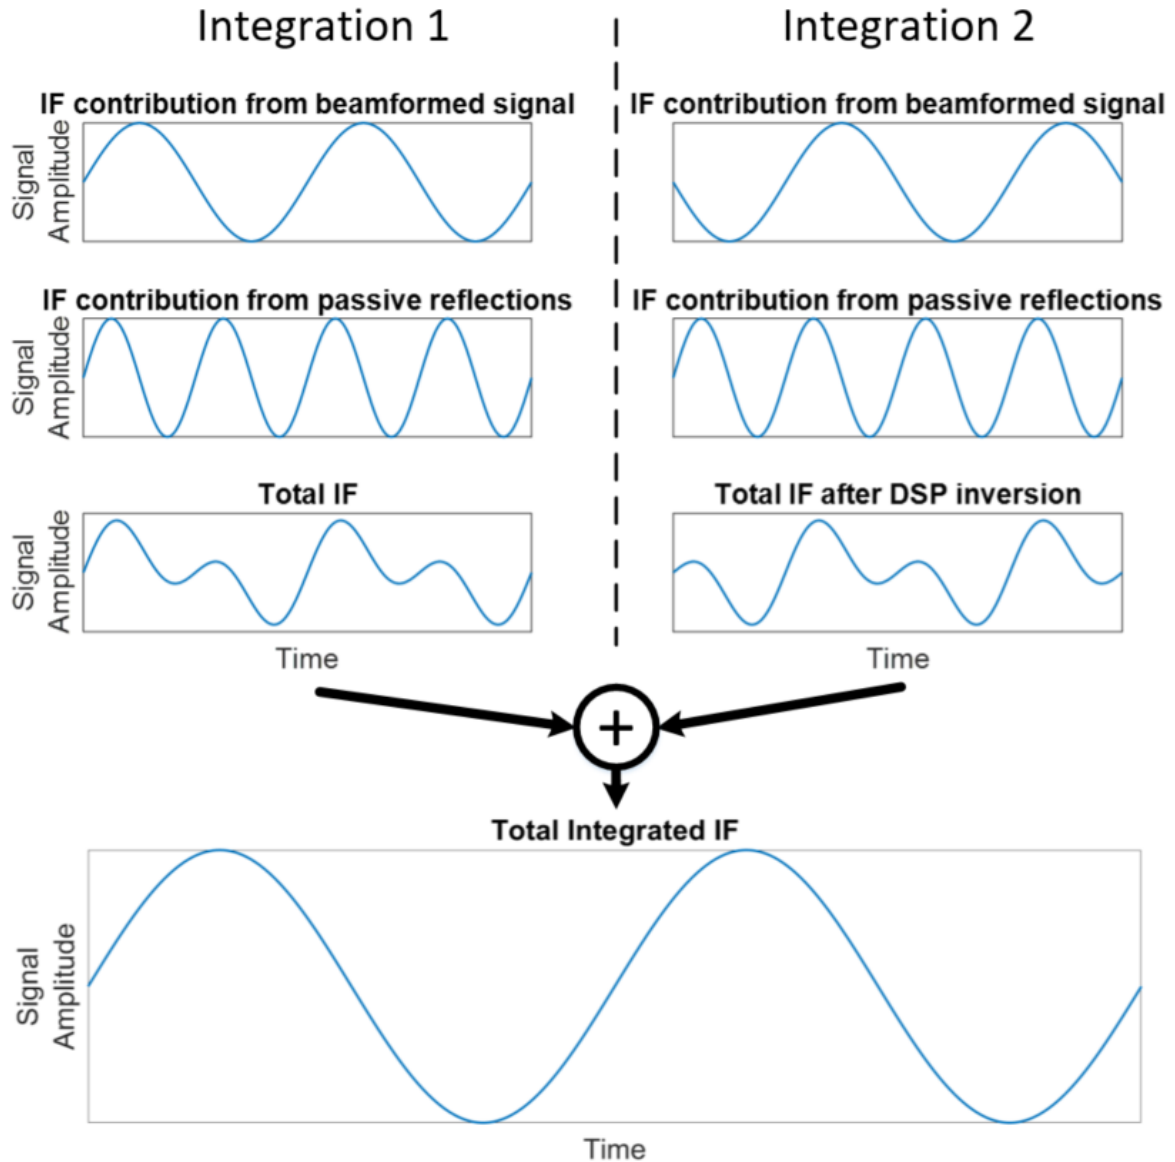 Integration 1
Integration 2
IF contribution from beamformed signal
IF contribution from beamformed signal
Signal
Amplitude
IF contribution from passive reflections
IF contribution from passive reflections
Signal
Amplitude
Total IF
Total IF after DSP inversion
Signal
Amplitude
Time
Time
+
Total Integrated IF
Signal
Amplitude
Time